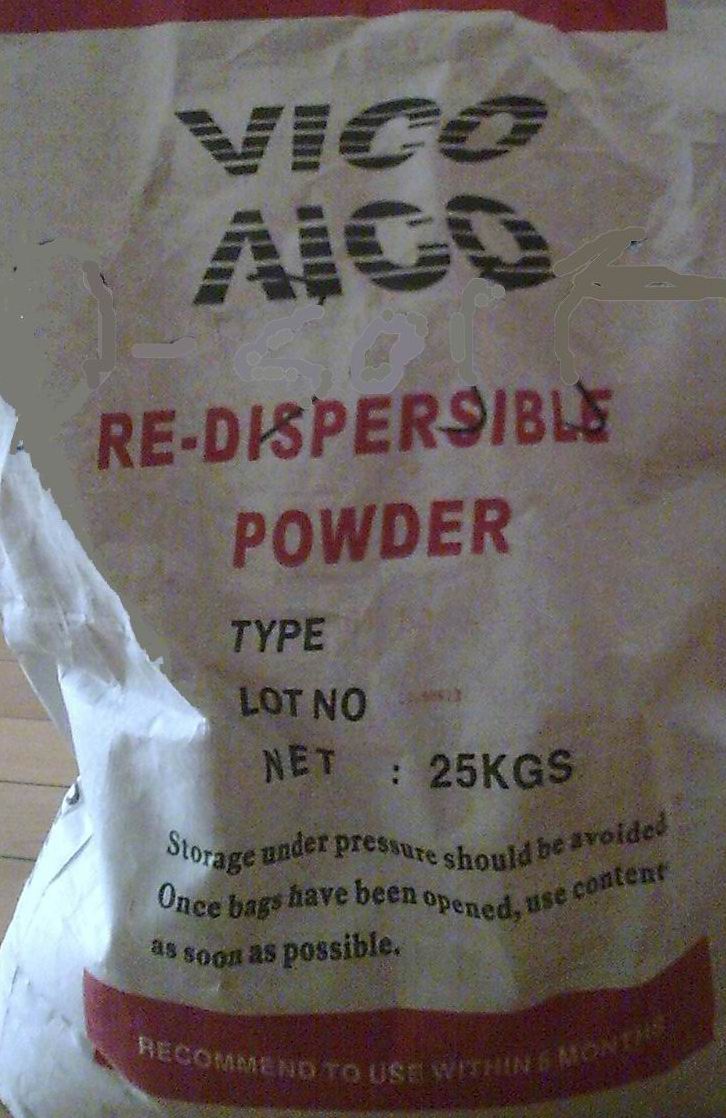 VICO
AICO
RE-DISPERSIBLE
POWDER
TYPE
LOT NO
NET : 25KGS
Storage under pressure should be avoided
Once bags have been opened, use content
as soon as possible.
RECOMMEND TO USE WITHIN 6 MONTHS